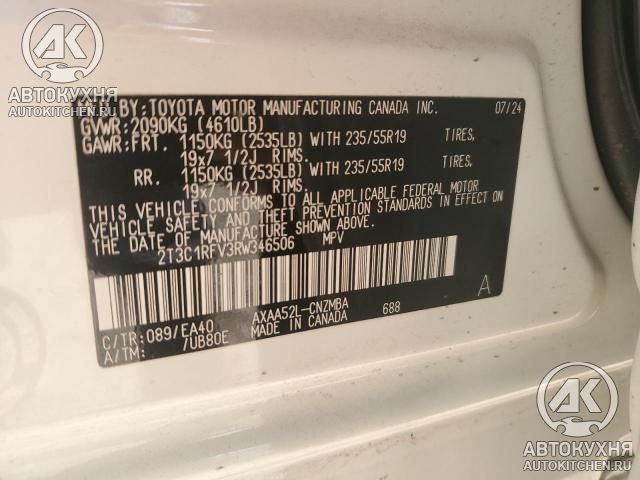 АВТОКУХНЯ
AUTOKITCHEN.RU
BY: TOYOTA MOTOR MANUFACTURING CANADA INC. 07/24
GVWR: 2090KG (4610LB)
GAWR: FRT. 1150KG (2535LB) WITH 235/55R19 TIRES.
19x7 1/2J RIMS.
RR. 1150KG (2535LB) WITH 235/55R19 TIRES.
19x7 1/2J RIMS.
THIS VEHICLE CONFORMS TO ALL APPLICABLE FEDERAL MOTOR
VEHICLE SAFETY AND THEFT PREVENTION STANDARDS IN EFFECT ON
THE DATE OF MANUFACTURE SHOWN ABOVE.
2T3C1RFV3RW346506 MPV
A
C/TR: 089/EA40 AXAA52L-CNZMBA 688
A/TM: /UB80E MADE IN CANADA
АК
АВТОКУХНЯ
AUTOKITCHEN.RU